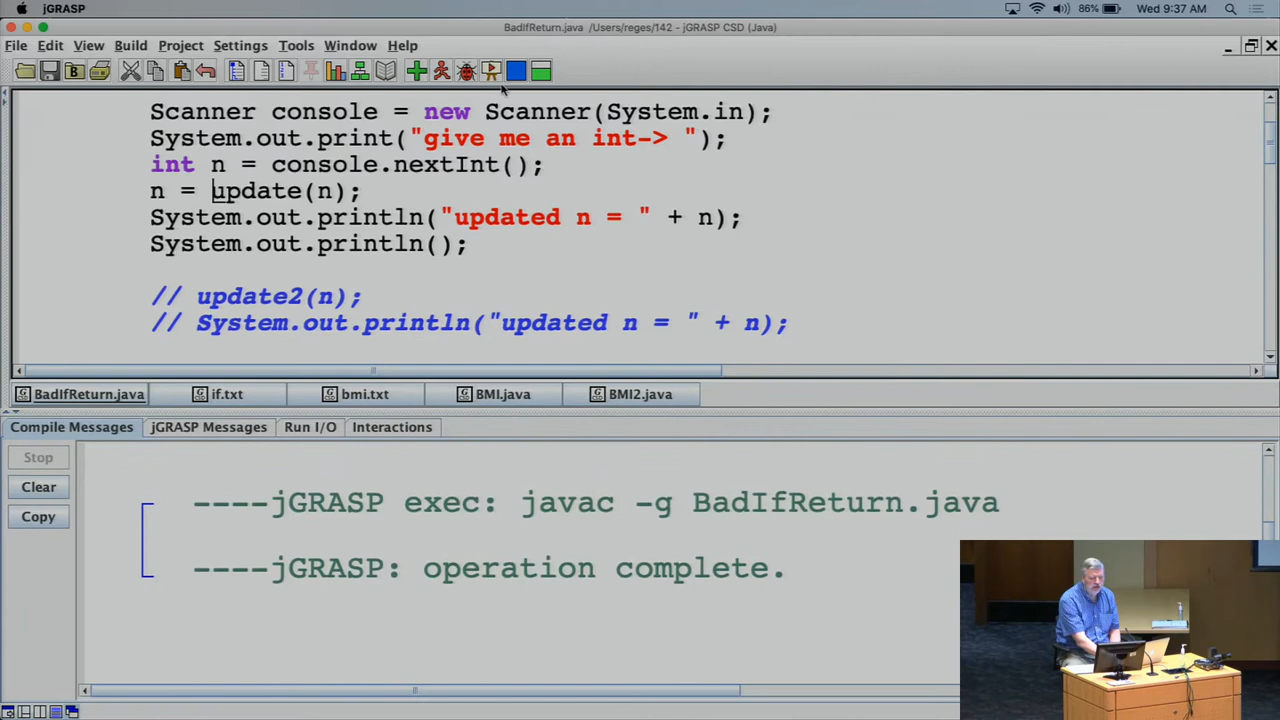 jGRASP
86%
Wed 9:37 AM
BadIfReturn.java /Users/reges/142 - jGRASP CSD (Java)
File Edit View Build Project Settings Tools Window Help
Scanner console = new Scanner(System.in);
System.out.print("give me an int-> ");
int n = console.nextInt();
n = update(n);
System.out.println("updated n = " + n);
System.out.println();
// update2(n);
// System.out.println("updated n = " + n);
BadIfReturn.java if.txt bmi.txt BMI.java BMI2.java
Compile Messages jGRASP Messages Run I/O Interactions
Stop
Clear
Copy
----jGRASP exec: javac -g BadIfReturn.java
----jGRASP: operation complete.